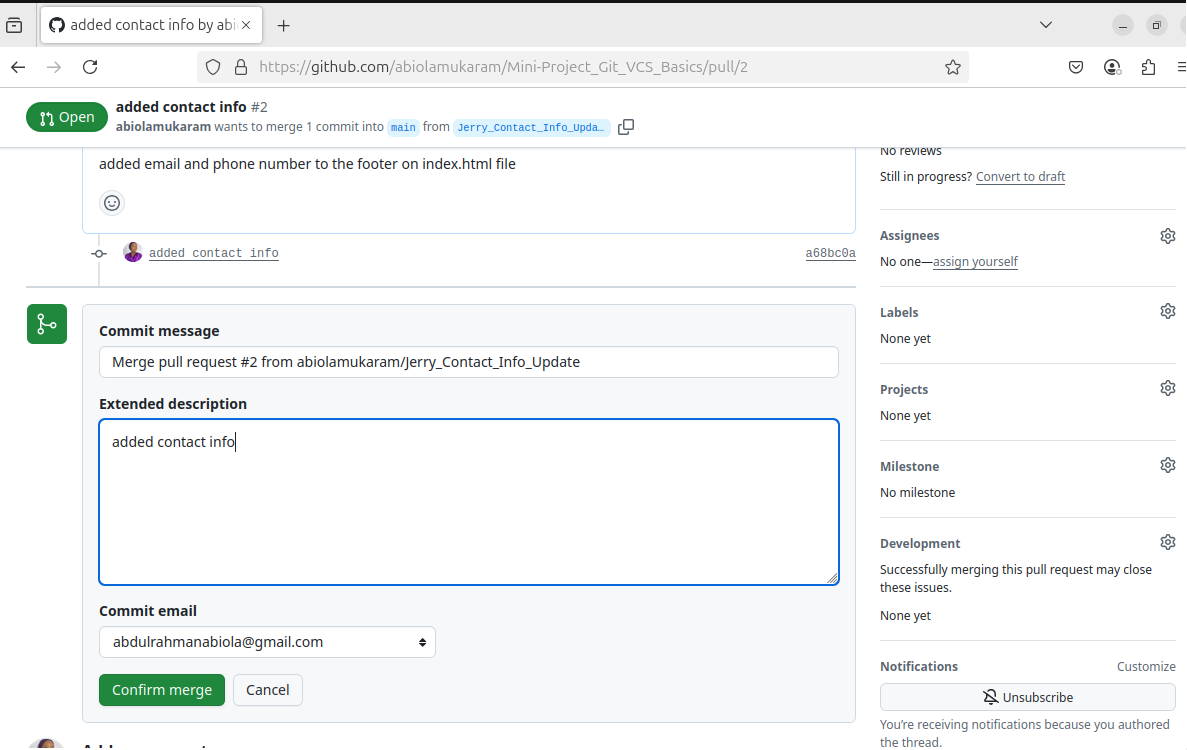 added contact info by abi
https://github.com/abiolamukaram/Mini-Project_Git_VCS_Basics/pull/2
Open
added contact info #2
abiolamukaram wants to merge 1 commit into main from Jerry_Contact_Info_Upda…
added email and phone number to the footer on index.html file
added contact info
a68bc0a
Commit message
Merge pull request #2 from abiolamukaram/Jerry_Contact_Info_Update
Extended description
added contact info
Commit email
abdulrahmanabiola@gmail.com
Confirm merge
Cancel
No reviews
Still in progress? Convert to draft
Assignees
No one—assign yourself
Labels
None yet
Projects
None yet
Milestone
No milestone
Development
Successfully merging this pull request may close
these issues.
None yet
Notifications
Customize
Unsubscribe
You're receiving notifications because you authored
the thread.